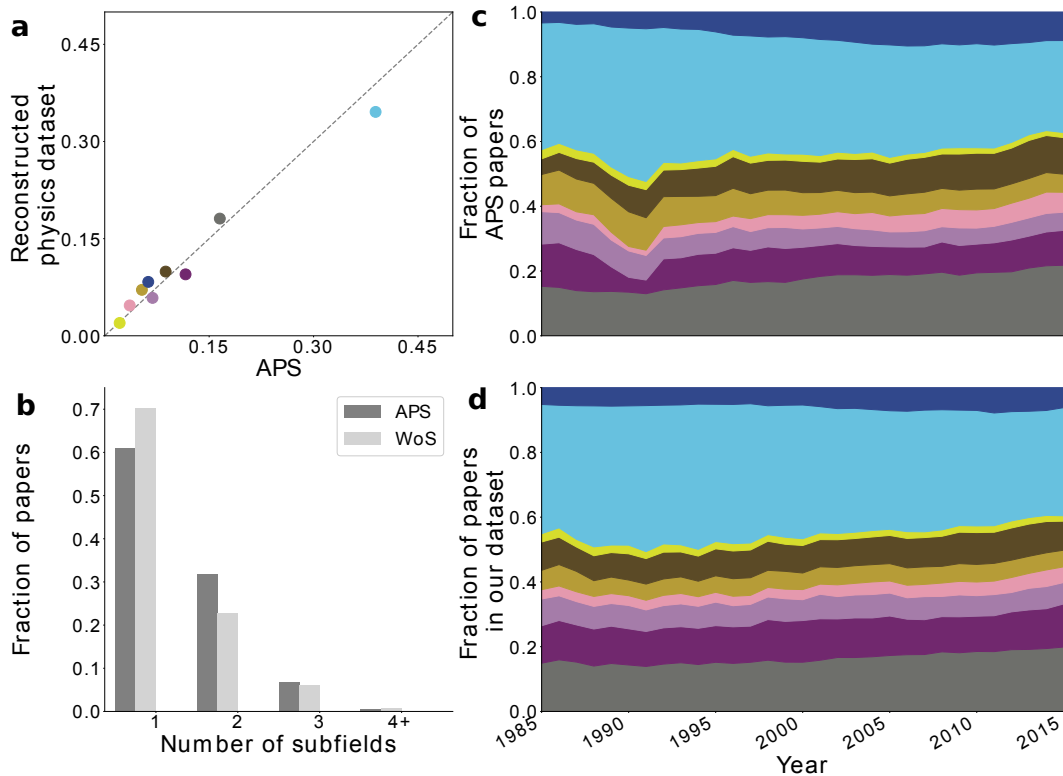 a
0.45
0.30
0.15
0.00
0.15
0.30
0.45
Reconstructed
physics dataset
APS
b
0.7
0.6
0.5
0.4
0.3
0.2
0.1
0.0
Fraction of papers
APS
WoS
1
2
3
4+
Number of subfields
c
1.0
0.8
0.6
0.4
0.2
0.0
Fraction of
APS papers
d
1.0
0.8
0.6
0.4
0.2
0.0
Fraction of papers
in our dataset
1985
1990
1995
2000
2005
2010
2015
Year